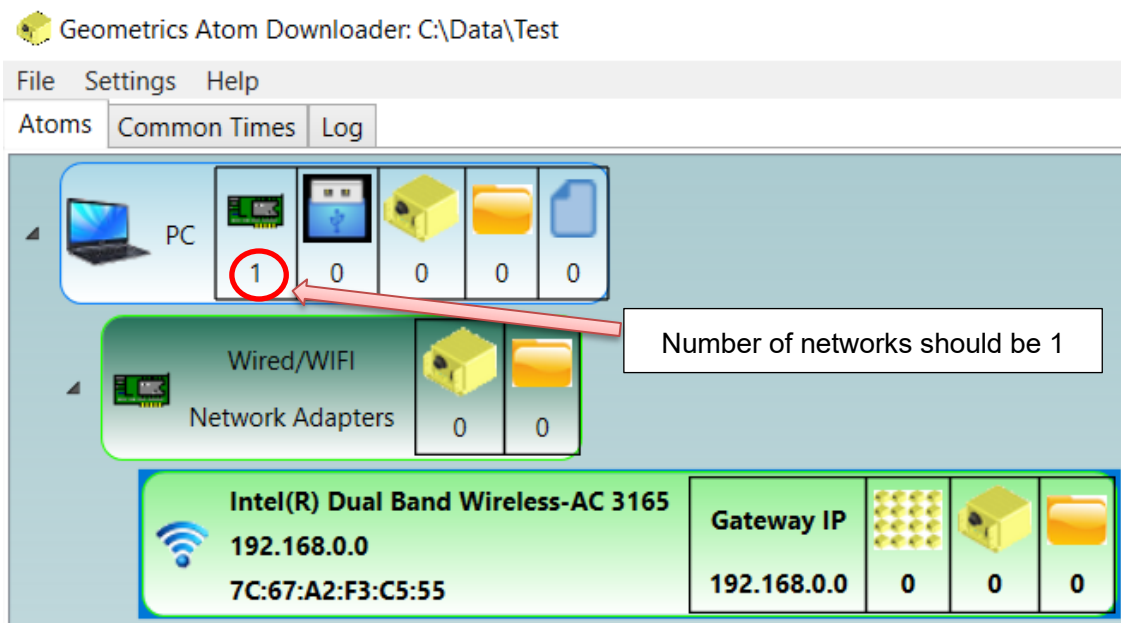 Geometrics Atom Downloader: C:\Data\Test
File Settings Help
Atoms Common Times Log
PC
1 0 0 0 0
Number of networks should be 1
Wired/WIFI
Network Adapters
0 0
Intel(R) Dual Band Wireless-AC 3165
192.168.0.0
7C:67:A2:F3:C5:55
Gateway IP
192.168.0.0 0 0 0